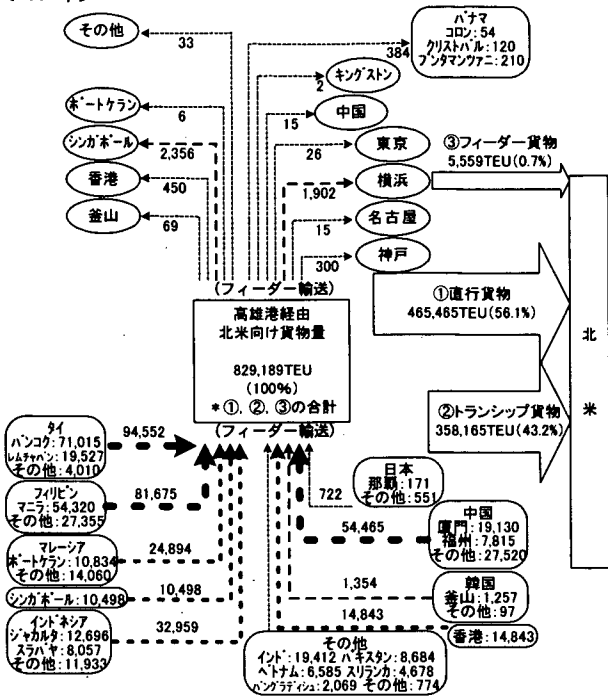 その他
33
384
パナマ
コロン:54
クリストバル:120
プンタマンツァニ:210
2
キングストン
15
中国
ポートケラン
6
シンガポール
2,356
26
東京
③フィーダー貨物
5,559TEU(0.7%)
香港
450
1,902
横浜
釜山
69
15
名古屋
300
神戸
(フィーダー輸送)
高雄港経由
北米向け貨物量
829,189TEU
(100%)
*①, ②, ③の合計
(フィーダー輸送)
①直行貨物
465,465TEU(56.1%)
②トランシップ貨物
358,165TEU(43.2%)
北
米
タイ
バンコク:71,015
レムチャバン:19,527
その他:4,010
94,552
フィリピン
マニラ:54,320
その他:27,355
81,675
マレーシア
ポートケラン:10,834
その他:14,060
24,894
シンガポール:10,498
10,498
インドネシア
ジャカルタ:12,696
スラバヤ:8,057
その他:11,933
32,959
日本
那覇:171
その他:551
722
中国
厦門:19,130
福州:7,815
その他:27,520
54,465
韓国
釜山:1,257
その他:97
1,354
香港:14,843
14,843
その他
インド:19,412 パキスタン:8,684
ベトナム:6,585 スリランカ:4,678
バングラディシュ:2,069 その他:774